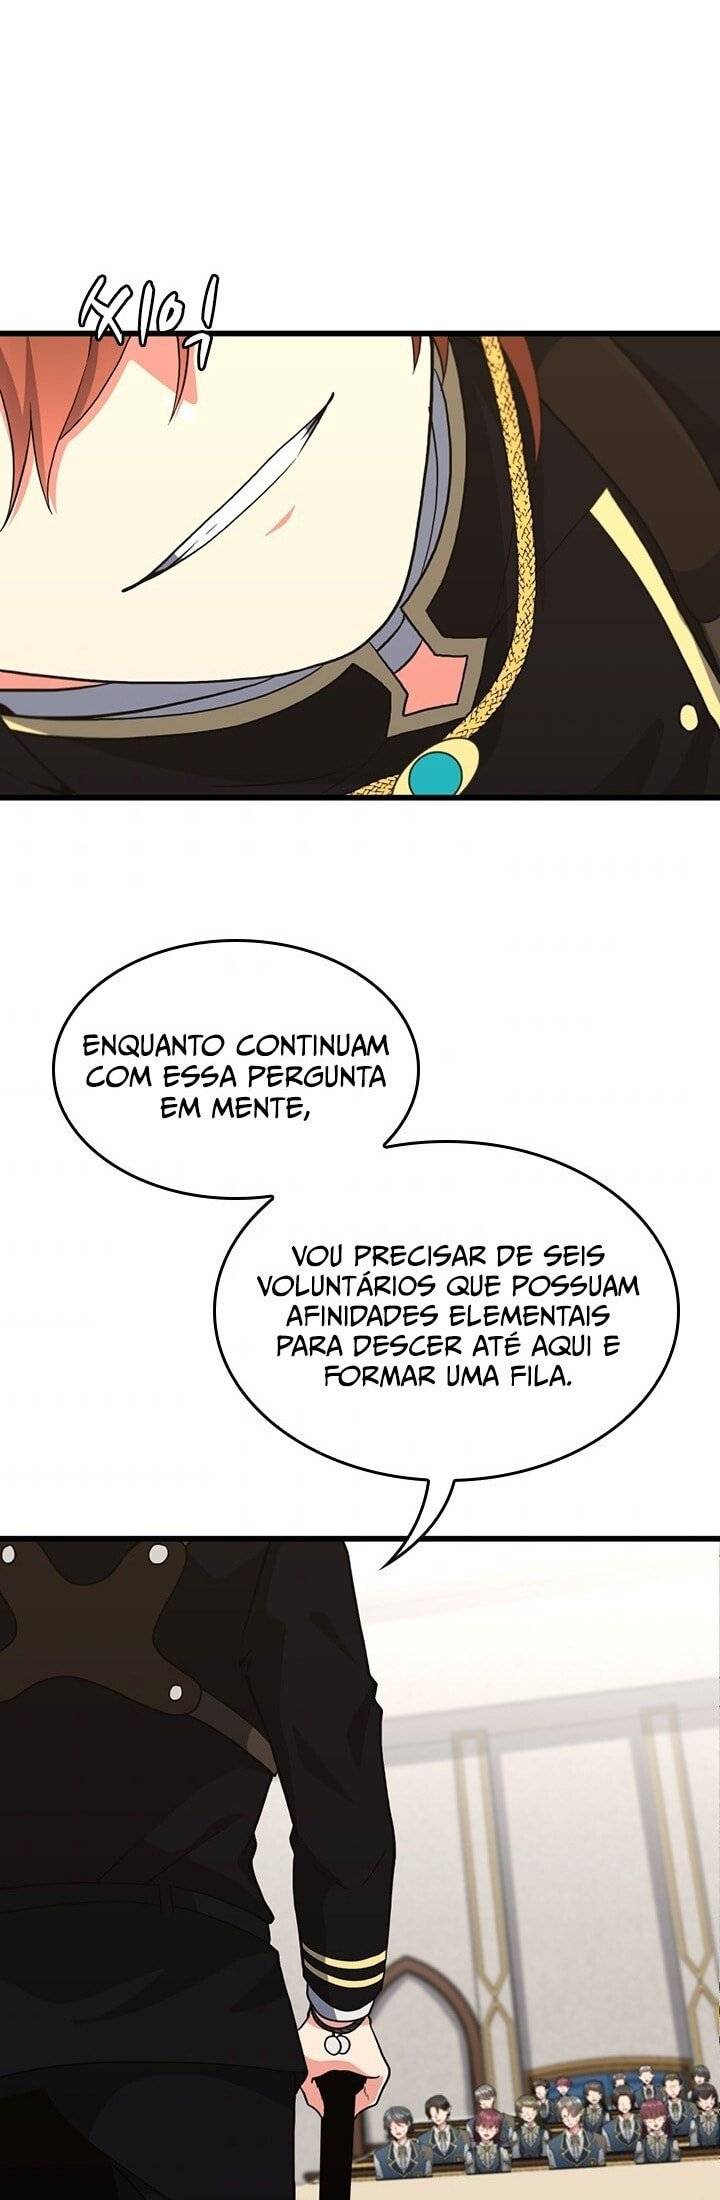 씨익
ENQUANTO CONTINUAM
COM ESSA PERGUNTA
EM MENTE,
VOU PRECISAR DE SEIS
VOLUNTÁRIOS QUE POSSUAM
AFINIDADES ELEMENTAIS
PARA DESCER ATÉ AQUI E
FORMAR UMA FILA.